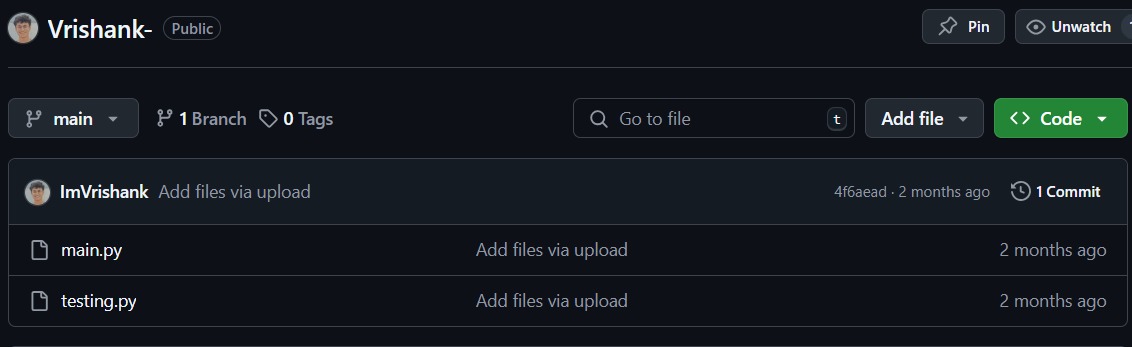 Vrishank- Public Pin Unwatch
main 1 Branch 0 Tags Go to file t Add file <> Code
ImVrishank Add files via upload 4f6aead · 2 months ago 1 Commit
main.py Add files via upload 2 months ago
testing.py Add files via upload 2 months ago